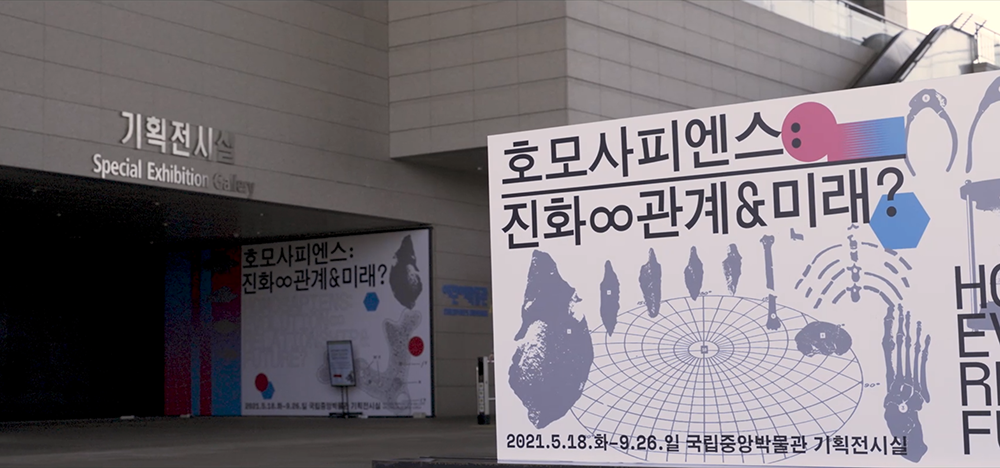 기획전시실
Special Exhibition Gallery
호모사피엔스:
진화∞관계&미래?
2021.5.18.화-9.26.일 국립중앙박물관 기획전시실
호모사피엔스:
진화∞관계&미래?
90°
HO
EV
RE
FU
2021.5.18.화-9.26.일 국립중앙박물관 기획전시실